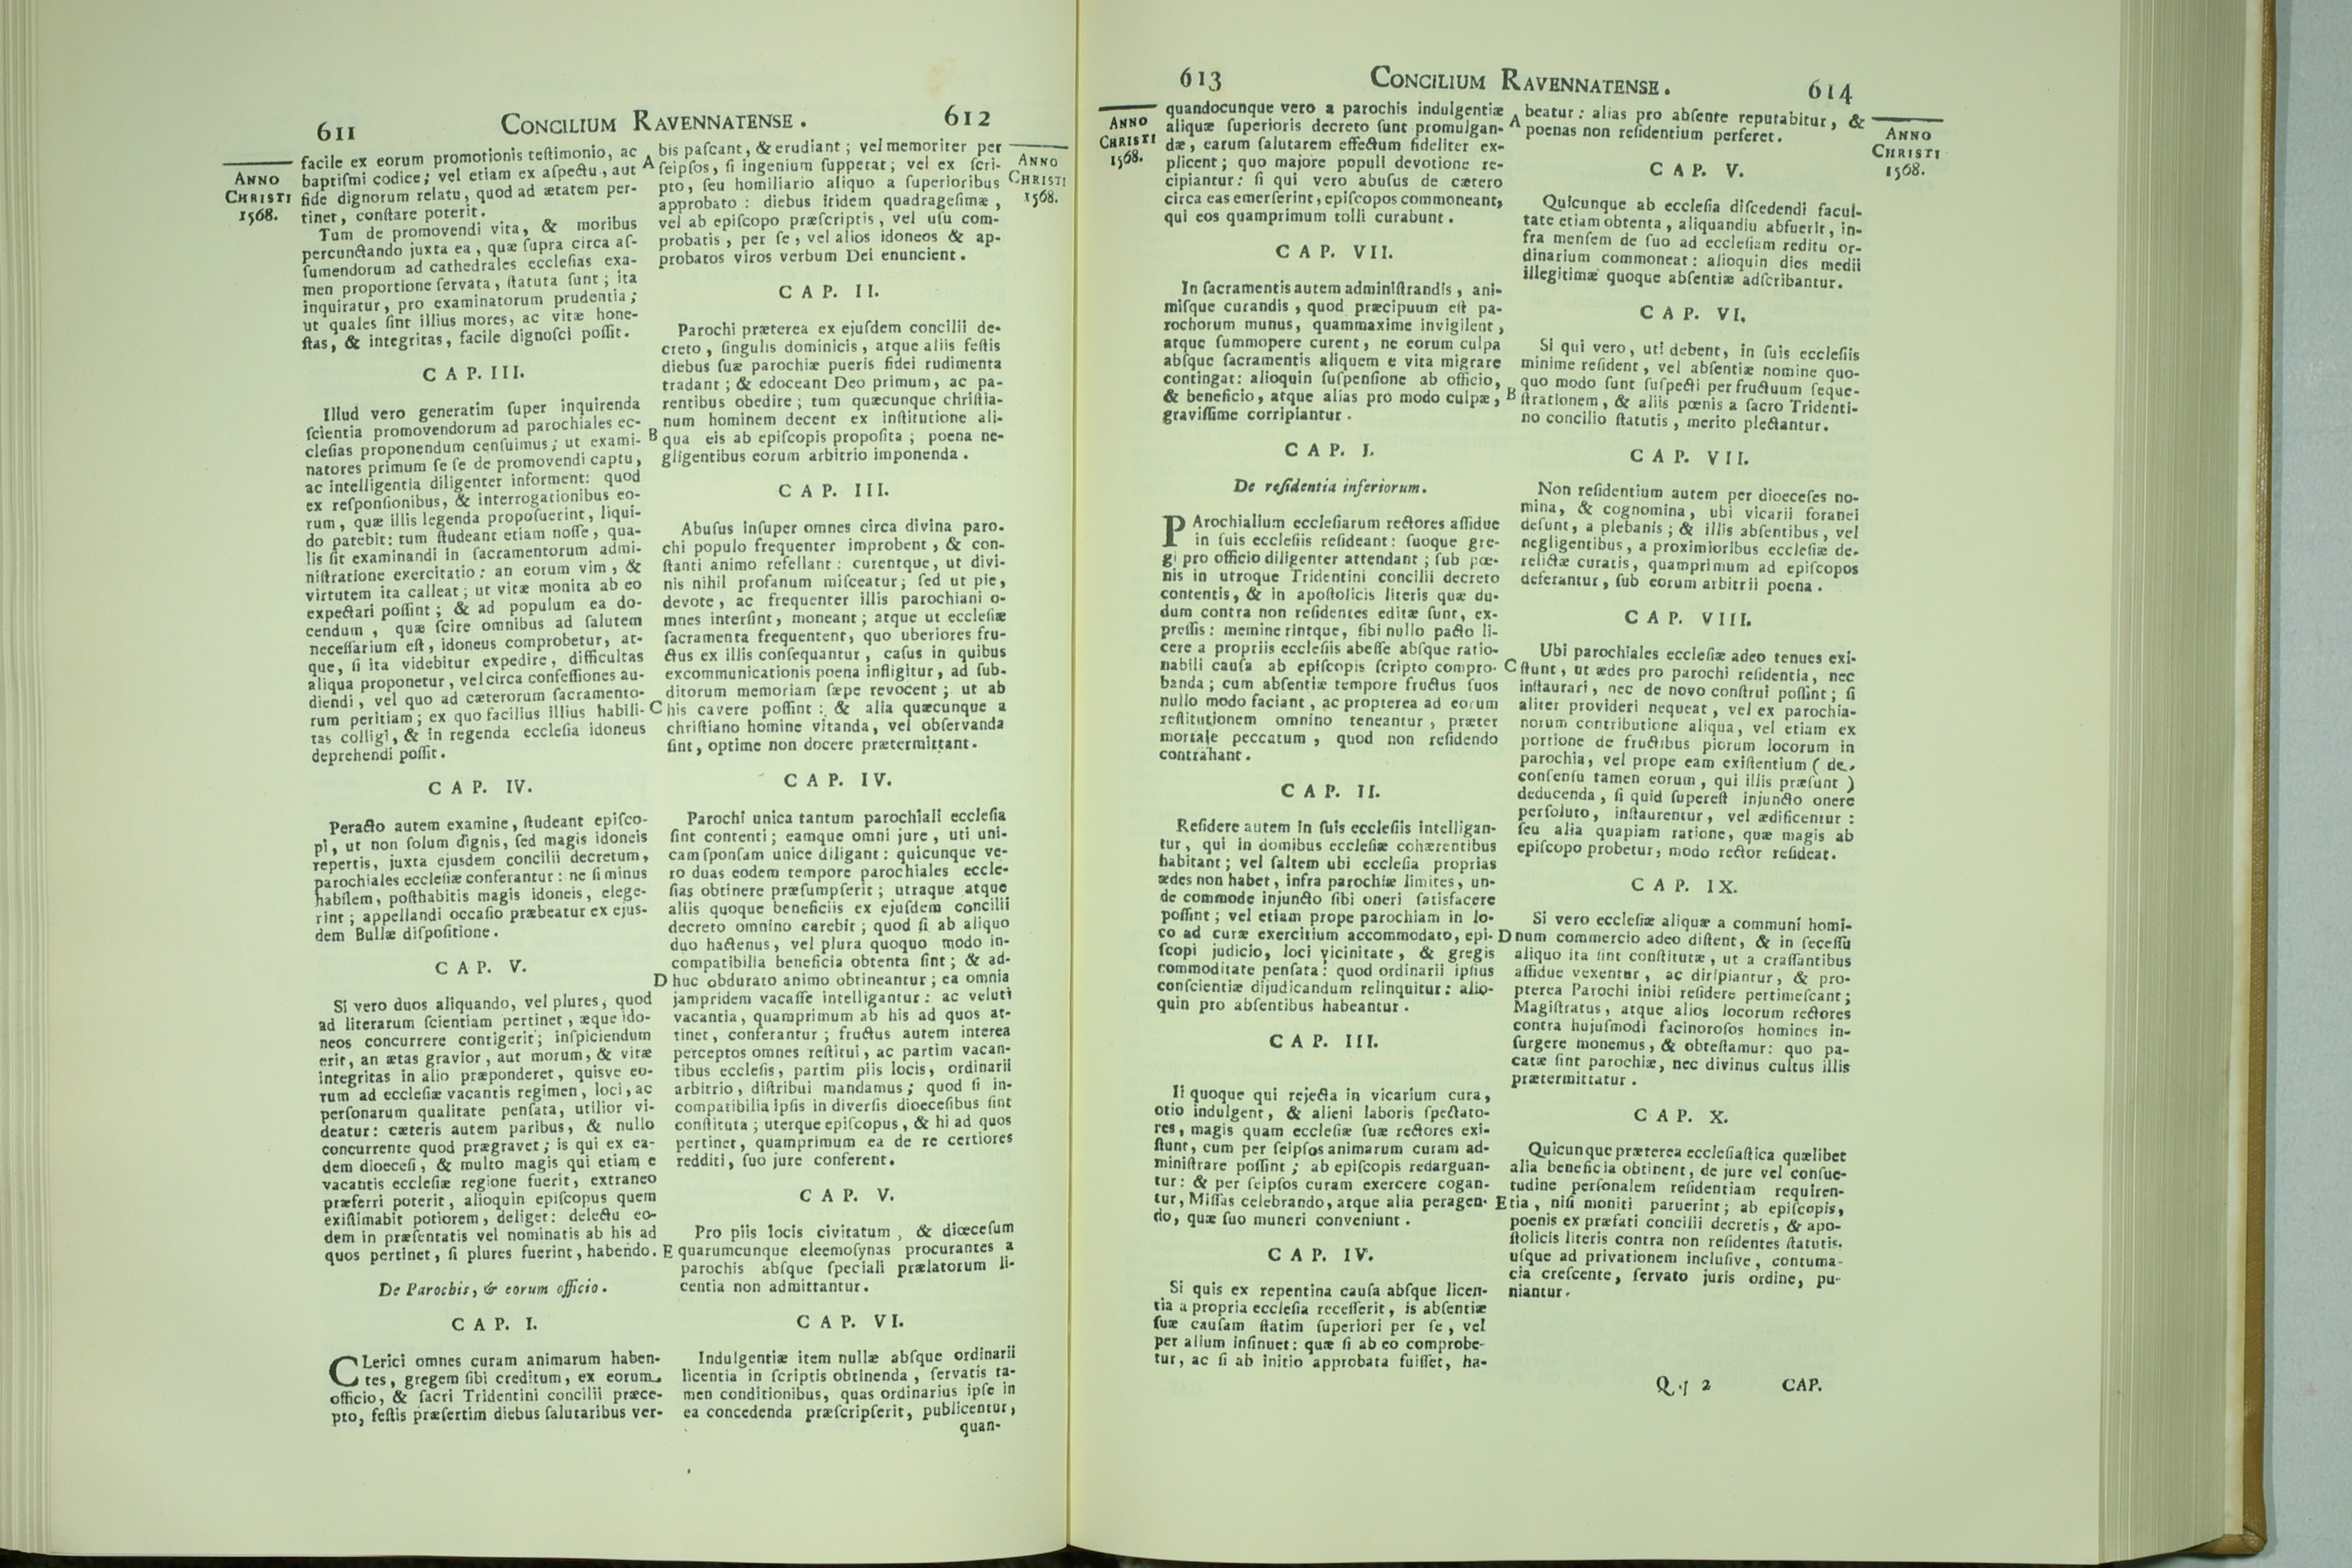 611
CONCILIUM RAVENNATENSE.
612
ANNO
CHRISTI
1568.
facile ex eorum promotionis teſtimonio, ac
baptiſmi codice; vel etiam ex aſpectu, aut
fide dignorum relatu, quod ad ætatem per-
tinet, conſtare poterit.
Tum de promovendi vita, & moribus
percunctando juxta ea, quæ ſupra circa aſ-
ſumendorum ad cathedrales eccleſias exa-
men proportione ſervata, ſtatuta ſunt; ita
inquiratur, pro examinatorum prudentia;
ut quales ſint illius mores, ac vitæ hone-
ſtas, & integritas, facile dignoſci poſſit.
CAP. III.
Illud vero generatim ſuper inquirenda
ſcientia promovendorum ad parochiales ec-
cleſias proponendum cenſuimus; ut exami-
natores primum ſe ſe de promovendi captu,
ac intelligentia diligenter informent: quod
ex reſponſionibus, & interrogationibus eo-
rum, quæ illis legenda propoſuerint, liqui-
do patebit: tum ſtudeant etiam noſſe, qua-
lis ſit examinandi in ſacramentorum admi-
niſtratione exercitatio: an eorum vim, &
virtutem ita calleat; ut vitæ monita ab eo
expectari poſſint; & ad populum ea do-
cendum, quæ ſcire omnibus ad ſalutem
neceſſarium eſt, idoneus comprobetur, at-
que, ſi ita videbitur expedire, difficultas
aliqua proponetur, vel circa confeſſiones au-
diendi, vel quo ad cæterorum ſacramento-
rum peritiam; ex quo facilius illius habili-
tas colligi, & in regenda eccleſia idoneus
deprehendi poſſit.
CAP. IV.
Peracto autem examine, ſtudeant epiſco-
pi, ut non ſolum dignis, ſed magis idoneis
repertis, juxta ejusdem concilii decretum,
parochiales eccleſiæ conferantur: ne ſi minus
habilem, poſthabitis magis idoneis, elege-
rint; appellandi occaſio præbeatur ex ejus-
dem Bullæ diſpoſitione.
CAP. V.
Si vero duos aliquando, vel plures, quod
ad literarum ſcientiam pertinet, æque ido-
neos concurrere contigerit; inſpiciendum
erit, an ætas gravior, aut morum, & vitæ
integritas in alio præponderet, quisve eo-
rum ad eccleſiæ vacantis regimen, loci, ac
perſonarum qualitate penſata, utilior vi-
deatur: cæteris autem paribus, & nullo
concurrente quod prægravet; is qui ex ea-
dem dioeceſi, & multo magis qui etiam e
vacantis eccleſiæ regione fuerit, extraneo
præferri poterit, alioquin epiſcopus quem
exiſtimabit potiorem, deliget: delectu eo-
dem in præſentatis vel nominatis ab his ad
quos pertinet, ſi plures fuerint, habendo.
De Parochis, & eorum officio.
CAP. I.
CLerici omnes curam animarum haben-
tes, gregem ſibi creditum, ex eorum
officio, & ſacri Tridentini concilii præce-
pto, feſtis præſertim diebus ſalutaribus ver-
A
B
C
D
E
bis paſcant, & erudiant; vel memoriter per
ſeipſos, ſi ingenium ſuppetat; vel ex ſcri-
pto, ſeu homiliario aliquo a ſuperioribus
approbato: diebus itidem quadrageſimæ,
vel ab epiſcopo præſcriptis, vel uſu com-
probatis, per ſe, vel alios idoneos & ap-
probatos viros verbum Dei enuncient.
CAP. II.
Parochi præterea ex ejuſdem concilii de-
creto, ſingulis dominicis, atque aliis feſtis
diebus ſuæ parochiæ pueris fidei rudimenta
tradant; & edoceant Deo primum, ac pa-
rentibus obedire; tum quæcunque chriſtia-
num hominem decent ex inſtitutione ali-
qua eis ab epiſcopis propoſita; poena ne-
gligentibus eorum arbitrio imponenda.
CAP. III.
Abuſus inſuper omnes circa divina paro.
chi populo frequenter improbent, & con-
ſtanti animo refellant: curentque, ut divi-
nis nihil profanum miſceatur; ſed ut pie,
devote, ac frequenter illis parochiani o-
mnes interſint, moneant; atque ut eccleſiæ
ſacramenta frequentent, quo uberiores fru-
ctus ex illis conſequantur, caſus in quibus
excommunicationis poena infligitur, ad ſub-
ditorum memoriam ſæpe revocent; ut ab
his cavere poſſint: & alia quæcunque a
chriſtiano homine vitanda, vel obſervanda
ſint, optime non docere prætermittant.
CAP. IV.
Parochi unica tantum parochiali eccleſia
ſint contenti; eamque omni jure, uti uni-
cam ſponſam unice diligant: quicunque ve-
ro duas eodem tempore parochiales eccle-
ſias obtinere præſumpſerit; utraque atque
aliis quoque beneficiis ex ejuſdem concilii
decreto omnino carebit; quod ſi ab aliquo
duo hactenus, vel plura quoquo modo in-
compatibilia beneficia obtenta ſint; & ad-
huc obdurato animo obtineantur; ea omnia
jampridem vacaſſe intelligantur: ac veluti
vacantia, quamprimum ab his ad quos at-
tinet, conferantur; fructus autem interea
perceptos omnes reſtitui, ac partim vacan-
tibus eccleſis, partim piis locis, ordinarii
arbitrio, diſtribui mandamus; quod ſi in-
compatibilia ipſis in diverſis dioeceſibus ſint
conſtituta; uterque epiſcopus, & hi ad quos
pertinet, quamprimum ea de re certiores
redditi, ſuo jure conferent.
CAP. V.
Pro piis locis civitatum, & diœceſum
quarumcunque eleemoſynas procurantes a
parochis abſque ſpeciali prælatorum li-
centia non admittantur.
CAP. VI.
Indulgentiæ item nullæ abſque ordinarii
licentia in ſcriptis obtinenda, ſervatis ta-
men conditionibus, quas ordinarius ipſe in
ea concedenda præſcripſerit, publicentur,
quan-
ANNO
CHRISTI
1568.
613
CONCILIUM RAVENNATENSE.
614
ANNO
CHRISTI
1568.
quandocunque vero a parochis indulgentiæ
aliquæ ſuperioris decreto ſunt promulgan-
dæ, earum ſalutarem effectum fideliter ex-
plicent; quo majore populi devotione re-
cipiantur: ſi qui vero abuſus de cætero
circa eas emerſerint, epiſcopos commoneant,
qui eos quamprimum tolli curabunt.
CAP. VII.
In ſacramentis autem adminiſtrandis, ani-
miſque curandis, quod præcipuum eſt pa-
rochorum munus, quammaxime invigilent,
atque ſummopere curent, ne eorum culpa
abſque ſacramentis aliquem e vita migrare
contingat: alioquin ſuſpenſione ab officio,
& beneficio, atque alias pro modo culpæ,
graviſſime corripiantur.
CAP. I.
De reſidentia inferiorum.
PArochialium eccleſiarum rectores aſſidue
in ſuis eccleſiis reſideant: ſuoque gre-
gi pro officio diligenter attendant; ſub pœ-
nis in utroque Tridentini concilii decreto
contentis, & in apoſtolicis literis quæ du-
dum contra non reſidentes editæ ſunt, ex-
preſſis: memine rintque, ſibi nullo pacto li-
cere a propriis eccleſiis abeſſe abſque ratio-
nabili cauſa ab epiſcopis ſcripto compro-
banda; cum abſentiæ tempore fructus ſuos
nullo modo faciant, ac propterea ad eorum
reſtitutionem omnino teneantur, præter
mortale peccatum, quod non reſidendo
contrahant.
CAP. II.
Reſidere autem in ſuis eccleſiis intelligan-
tur, qui in domibus eccleſiæ cohærentibus
habitant; vel ſaltem ubi eccleſia proprias
ædes non habet, infra parochiæ limites, un-
de commode injuncto ſibi oneri ſatisfacere
poſſint; vel etiam prope parochiam in lo-
co ad curæ exercitium accommodato, epi-
ſcopi judicio, loci vicinitate, & gregis
commoditate penſata: quod ordinarii ipſius
conſcientiæ dijudicandum relinquitur: alio-
quin pro abſentibus habeantur.
CAP. III.
Ii quoque qui rejecta in vicarium cura,
otio indulgent, & alieni laboris ſpectato-
res, magis quam eccleſiæ ſuæ rectores exi-
ſtunt, cum per ſeipſos animarum curam ad-
miniſtrare poſſint; ab epiſcopis redarguan-
tur: & per ſeipſos curam exercere cogan-
tur, Miſſas celebrando, atque alia peragen-
do, quæ ſuo muneri conveniunt.
CAP. IV.
Si quis ex repentina cauſa abſque licen-
tia a propria eccleſia receſſerit, is abſentiæ
ſuæ cauſam ſtatim ſuperiori per ſe, vel
per alium inſinuet: quæ ſi ab eo comprobe-
tur, ac ſi ab initio approbata fuiſſet, ha-
A
B
C
D
E
beatur: alias pro abſente reputabitur, &
poenas non reſidentium perferet.
CAP. V.
Quicunque ab eccleſia diſcedendi facul-
tate etiam obtenta, aliquandiu abfuerit, in-
fra menſem de ſuo ad eccleſiam reditu or-
dinarium commoneat: alioquin dies medii
illegitimæ quoque abſentiæ adſcribantur.
CAP. VI.
Si qui vero, uti debent, in ſuis eccleſiis
minime reſident, vel abſentiæ nomine quo-
quo modo ſunt ſuſpecti per fructuum ſeque-
ſtrationem, & aliis pœnis a ſacro Tridenti-
no concilio ſtatutis, merito plectantur.
CAP. VII.
Non reſidentium autem per dioeceſes no-
mina, & cognomina, ubi vicarii foranei
deſunt, a plebanis; & illis abſentibus, vel
negligentibus, a proximioribus eccleſiæ de-
relictæ curatis, quamprimum ad epiſcopos
deferantur, ſub eorum arbitrii poena.
CAP. VIII.
Ubi parochiales eccleſiæ adeo tenues exi-
ſtunt, ut ædes pro parochi reſidentia, nec
inſtaurari, nec de novo conſtrui poſſint; ſi
aliter provideri nequeat, vel ex parochia-
norum contributione aliqua, vel etiam ex
portione de fructibus piorum locorum in
parochia, vel prope eam exiſtentium (de
conſenſu tamen eorum, qui illis præſunt)
deducenda, ſi quid ſupereſt injuncto onere
perſoluto, inſtaurentur, vel ædificentur:
ſeu alia quapiam ratione, quæ magis ab
epiſcopo probetur, modo rector reſideat.
CAP. IX.
Si vero eccleſiæ aliquæ a communi homi-
num commercio adeo diſtent, & in ſeceſſu
aliquo ita ſint conſtitutæ, ut a craſſantibus
aſſidue vexentur, ac diripiantur, & pro-
pterea Parochi inibi reſidere pertimeſcant;
Magiſtratus, atque alios locorum rectores
contra hujuſmodi facinoroſos homines in-
ſurgere monemus, & obteſtamur: quo pa-
catæ ſint parochiæ, nec divinus cultus illis
prætermittatur.
CAP. X.
Quicunque præterea eccleſiaſtica quælibet
alia beneficia obtinent, de jure vel conſue-
tudine perſonalem reſidentiam requiren-
tia, niſi moniti paruerint; ab epiſcopis,
poenis ex præfati concilii decretis, & apo-
ſtolicis literis contra non reſidentes ſtatutis.
uſque ad privationem incluſive, contuma-
cia creſcente, ſervato juris ordine, pu-
niantur.
Q.ſ 2
CAP.
ANNO
CHRISTI
1568.